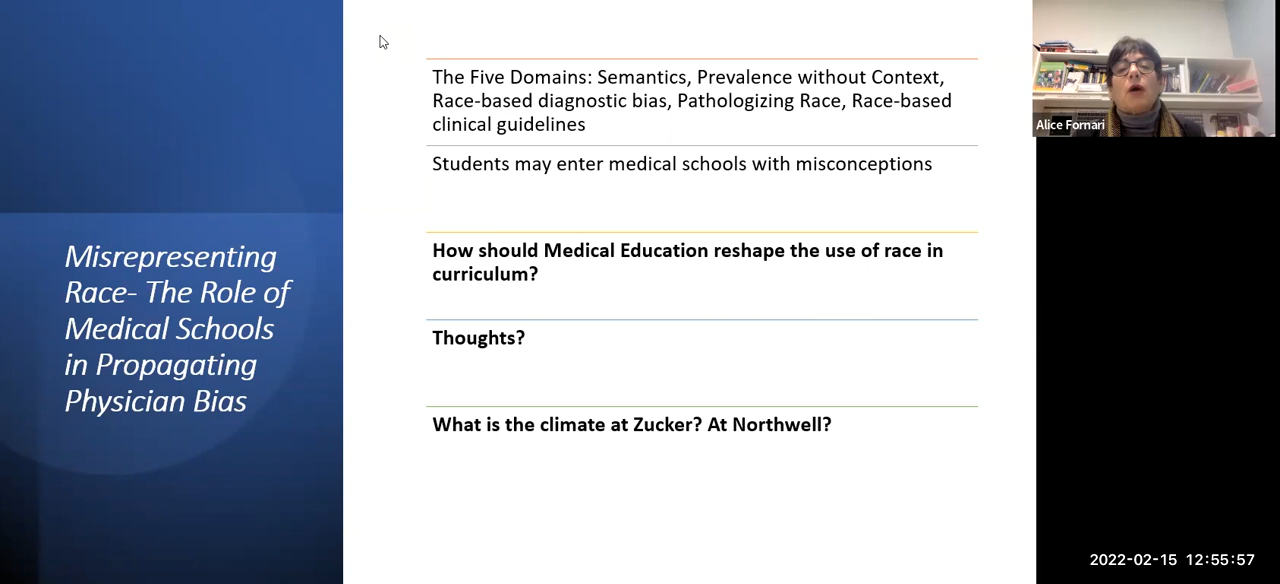 Misrepresenting
Race- The Role of
Medical Schools
in Propagating
Physician Bias
The Five Domains: Semantics, Prevalence without Context,
Race-based diagnostic bias, Pathologizing Race, Race-based
clinical guidelines
Students may enter medical schools with misconceptions
How should Medical Education reshape the use of race in
curriculum?
Thoughts?
What is the climate at Zucker? At Northwell?
Alice Fornari
2022-02-15 12:55:57